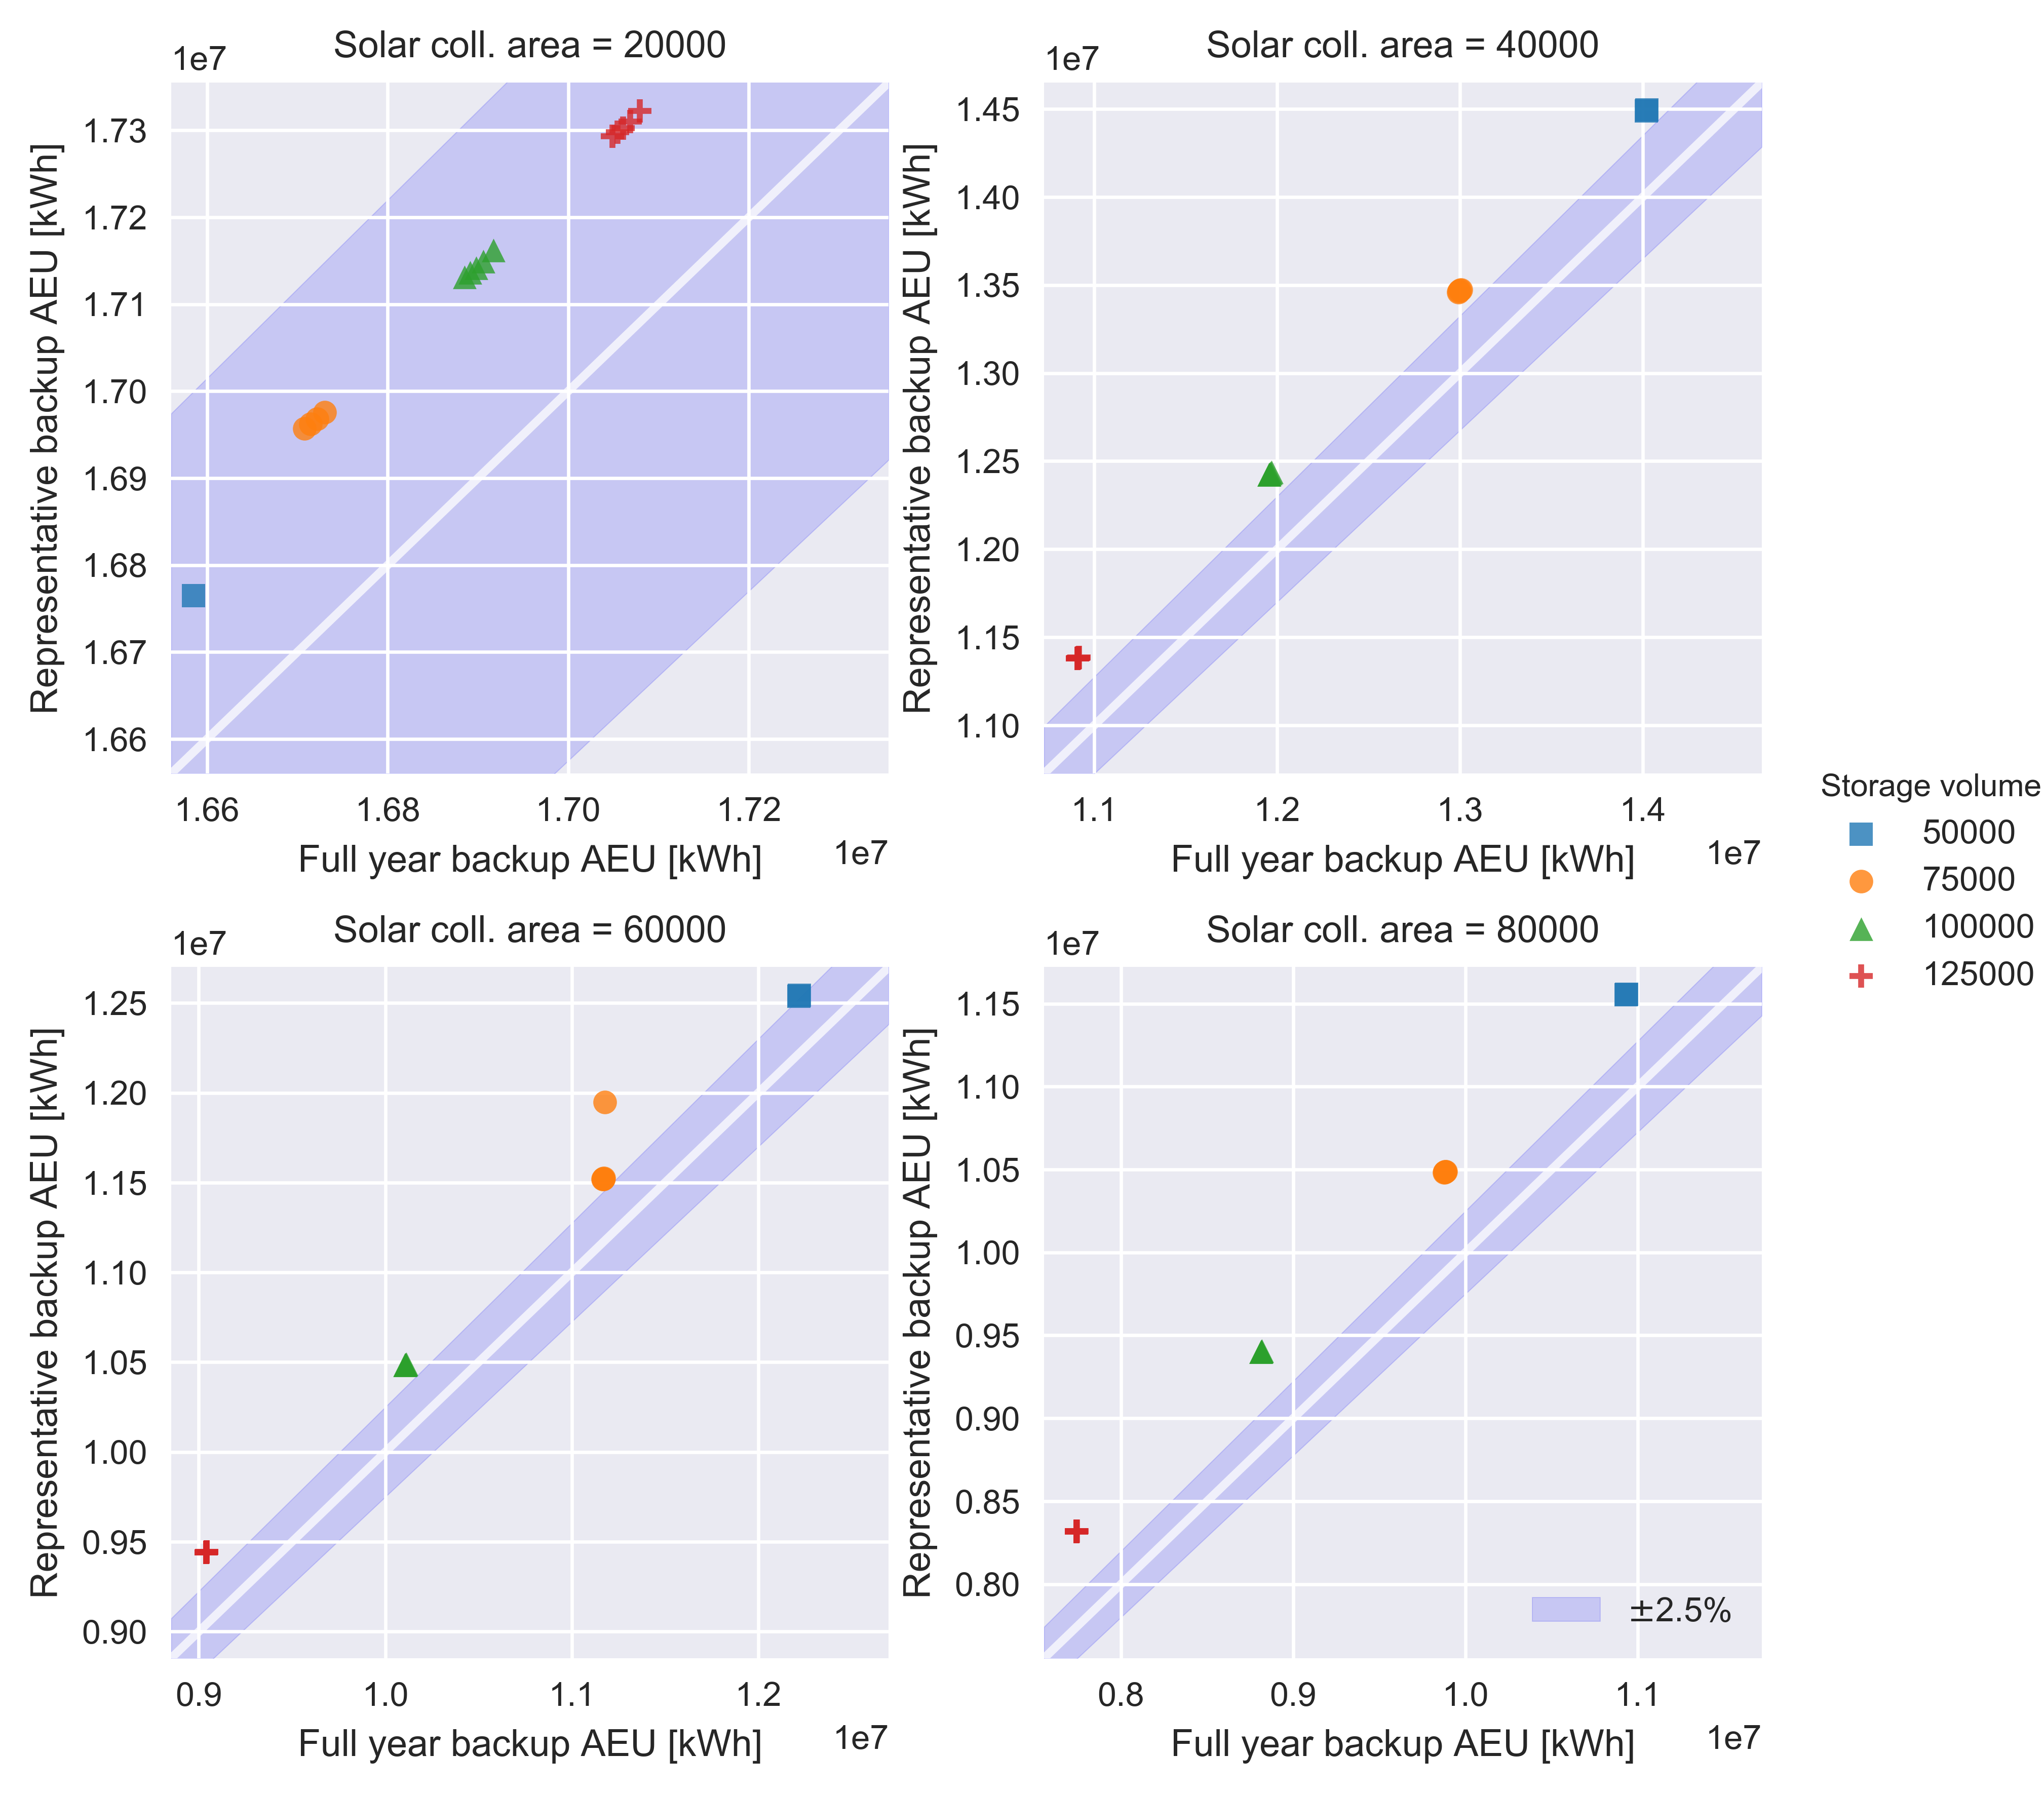 Solar coll. area = 20000
1e7
1.73
1.72
1.71
1.70
1.69
1.68
1.67
1.66
Representative backup AEU [kWh]
1.66 1.68 1.70 1.72
Full year backup AEU [kWh]
1e7
Solar coll. area = 40000
1e7
1.45
1.40
1.35
1.30
1.25
1.20
1.15
1.10
Representative backup AEU [kWh]
1.1 1.2 1.3 1.4
Full year backup AEU [kWh]
1e7
Storage volume
50000
75000
100000
125000
Solar coll. area = 60000
1e7
1.25
1.20
1.15
1.10
1.05
1.00
0.95
0.90
Representative backup AEU [kWh]
0.9 1.0 1.1 1.2
Full year backup AEU [kWh]
1e7
Solar coll. area = 80000
1e7
1.15
1.10
1.05
1.00
0.95
0.90
0.85
0.80
Representative backup AEU [kWh]
±2.5%
0.8 0.9 1.0 1.1
Full year backup AEU [kWh]
1e7